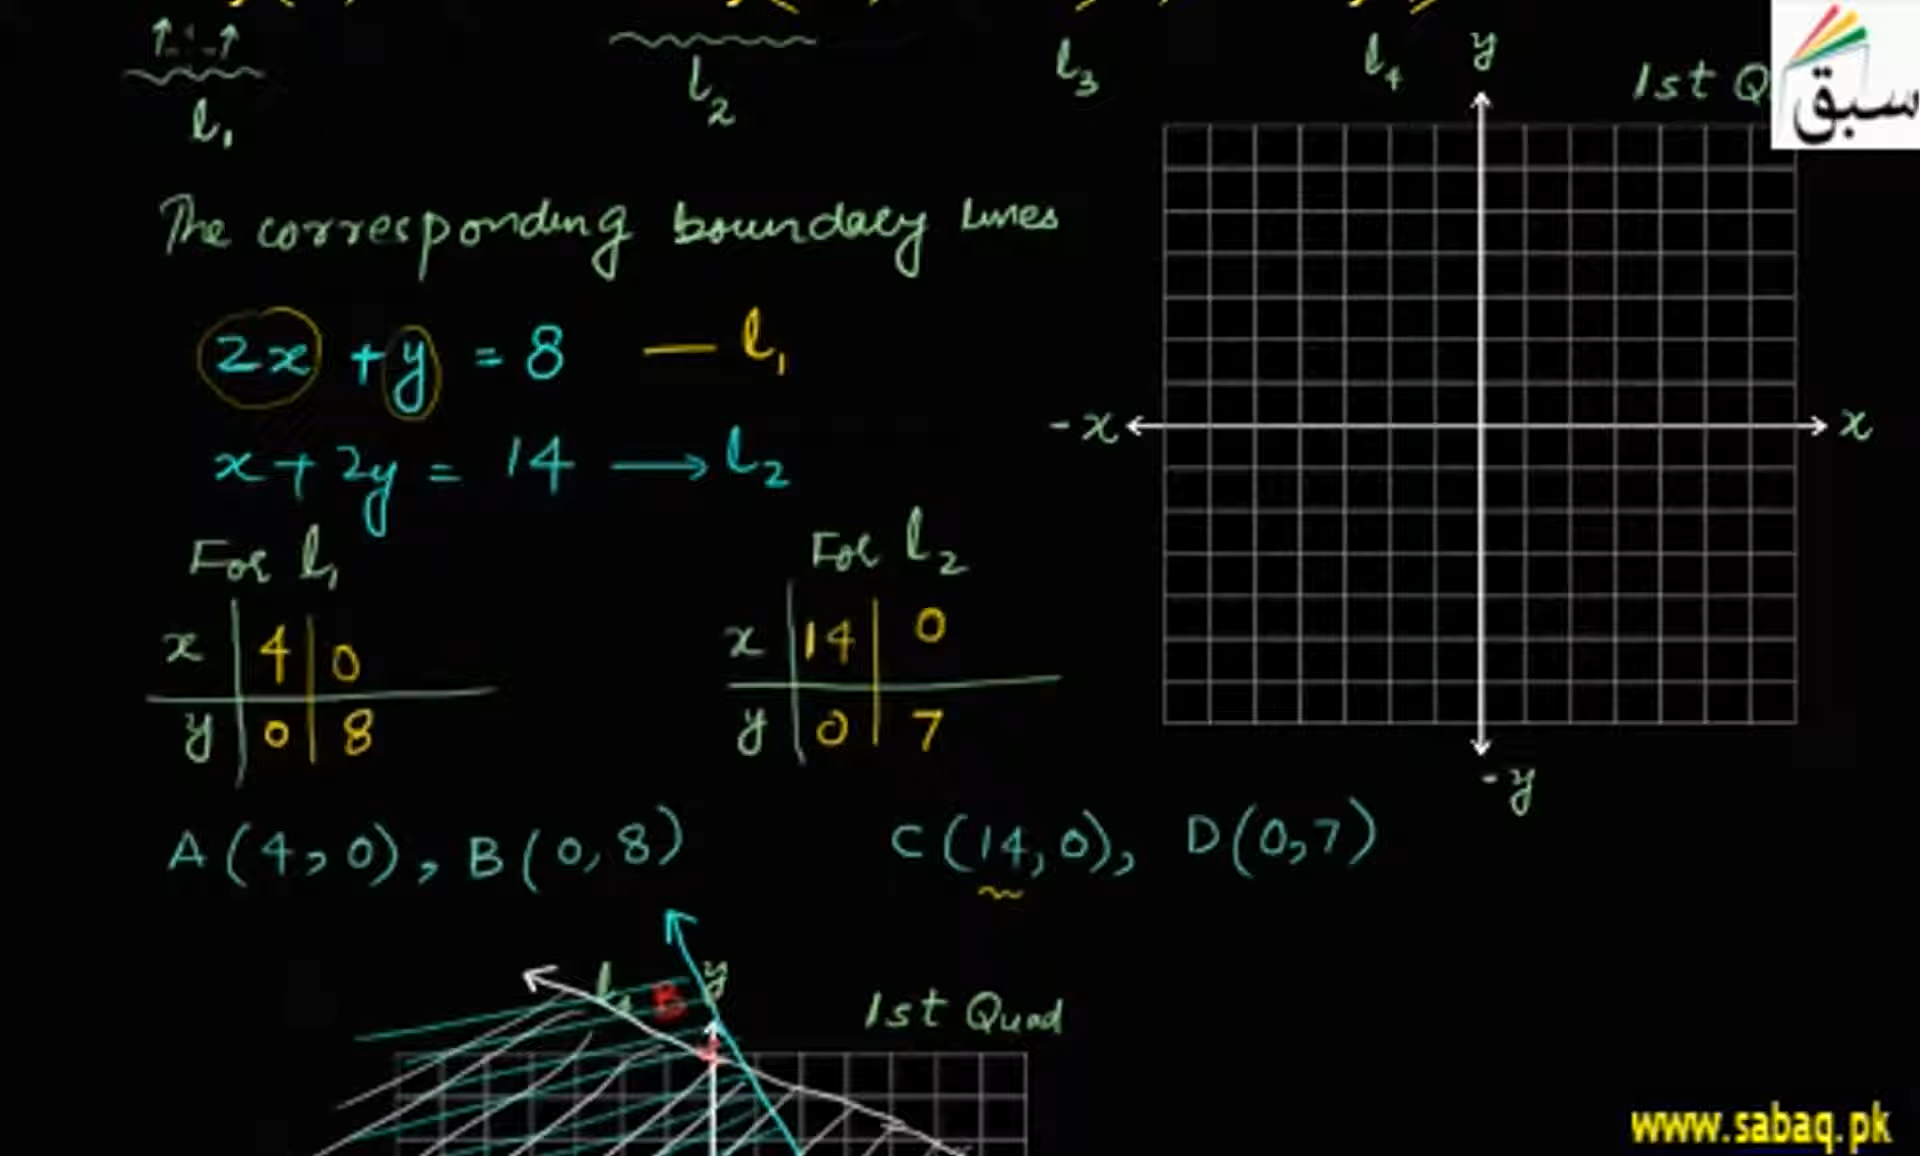 l₁ l₂ l₃ l₄ y 1st Q
سبق
The corresponding boundary lines
2x + y = 8 — l₁
x + 2y = 14 → l₂
-x x
For l₁ For l₂
x 4 0 x 14 0
y 0 8 y 0 7
-y
A(4,0), B(0,8) C(14,0), D(0,7)
B y
1st Quad
www.sabaq.pk